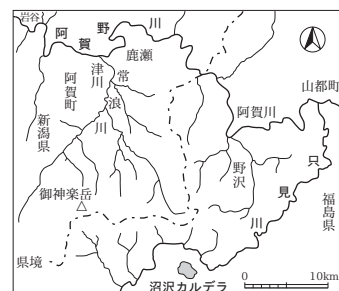 岩谷
阿賀野川
鹿瀬
津川
常浪川
阿賀町
新潟県
山都町
阿賀川
野沢
只見川
御神楽岳
福島県
県境
沼沢カルデラ
0 10km